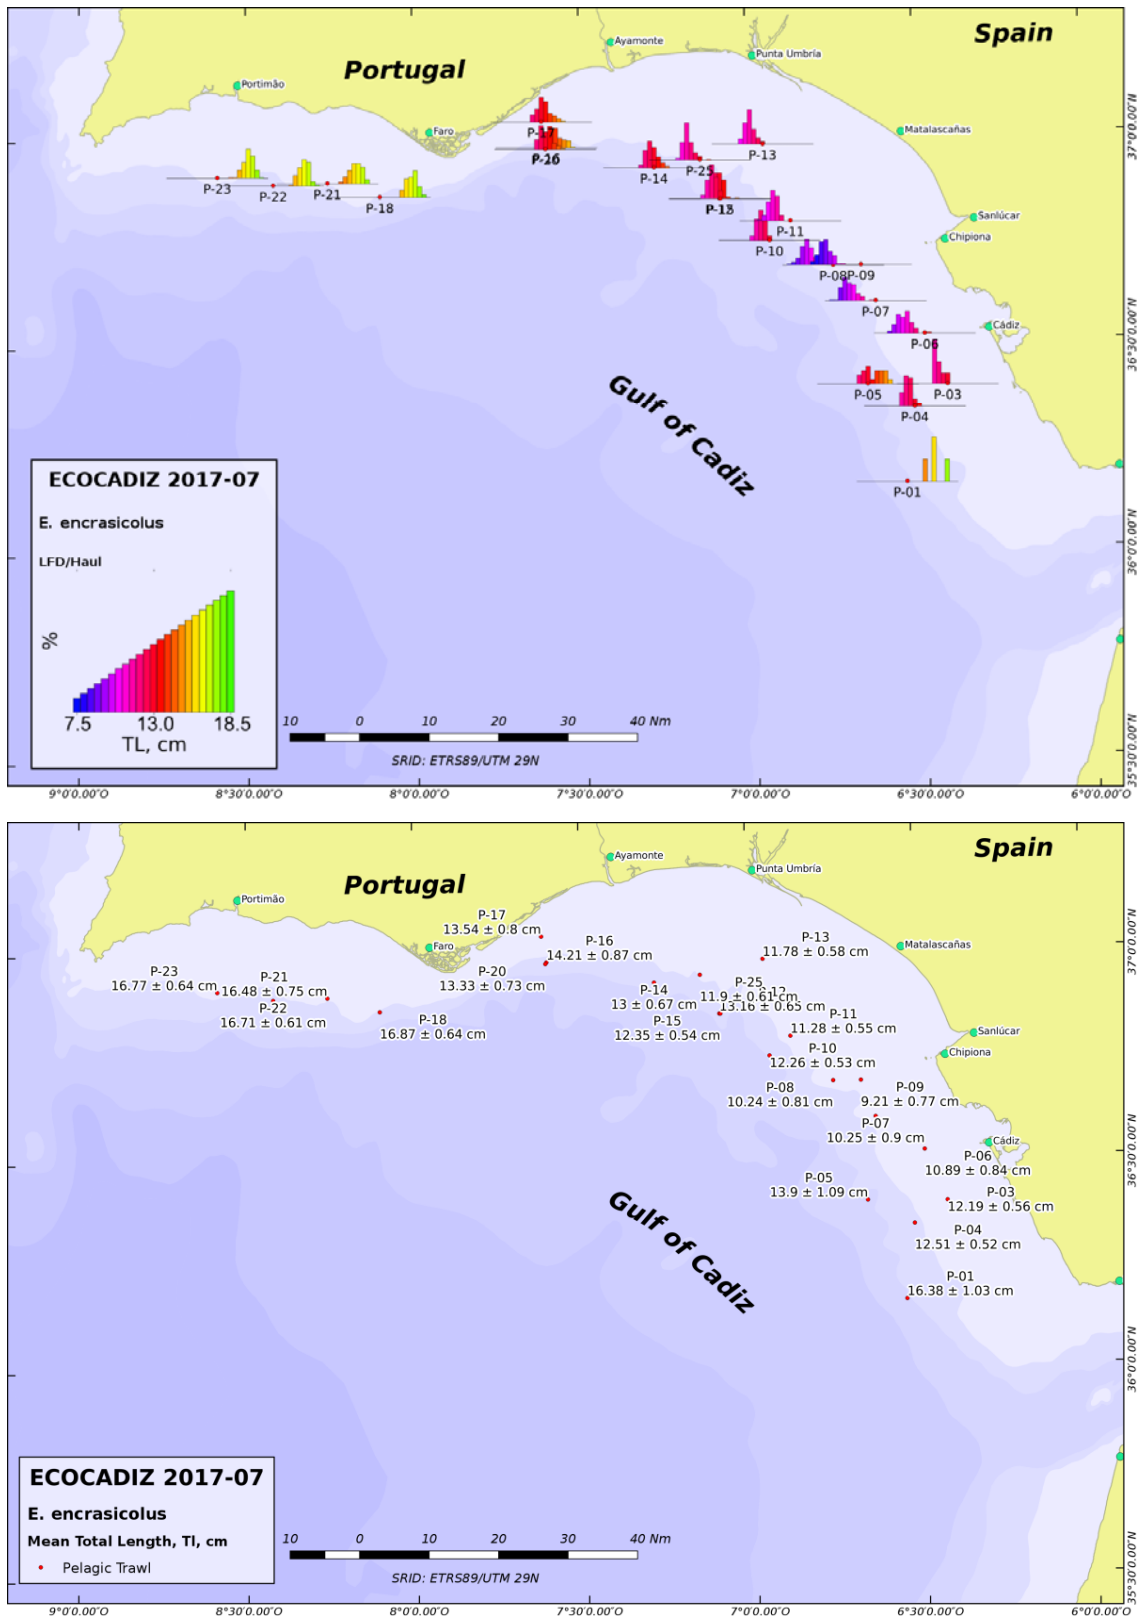 Spain
Portugal
Ayamonte
Punta Umbría
Portimão
Faro
Matalascañas
Sanlúcar
Chipiona
Cádiz
P-17
P-16
P-13
P-25
P-14
P-23
P-22
P-21
P-18
P-11
P-10
P-08
P-09
P-07
P-06
P-05
P-03
P-04
P-01
Gulf of Cadiz
ECOCADIZ 2017-07
E. encrasicolus
LFD/Haul
%
7.5 13.0 18.5
TL, cm
10 0 10 20 30 40 Nm
SRID: ETRS89/UTM 29N
37°0'0.00"N
36°30'0.00"N
36°0'0.00"N
35°30'0.00"N
9°0'0.00"O 8°30'0.00"O 8°0'0.00"O 7°30'0.00"O 7°0'0.00"O 6°30'0.00"O 6°0'0.00"O
Spain
Portugal
Ayamonte
Punta Umbría
Portimão
Faro
Matalascañas
Sanlúcar
Chipiona
Cádiz
P-17
13.54 ± 0.8 cm
P-16
14.21 ± 0.87 cm
P-13
11.78 ± 0.58 cm
P-20
13.33 ± 0.73 cm
P-23
16.77 ± 0.64 cm
P-21
16.48 ± 0.75 cm
P-22
16.71 ± 0.61 cm
P-18
16.87 ± 0.64 cm
P-14
13 ± 0.67 cm
P-25
11.9 ± 0.61 cm
13.16 ± 0.65 cm
P-15
12.35 ± 0.54 cm
P-11
11.28 ± 0.55 cm
P-10
12.26 ± 0.53 cm
P-08
10.24 ± 0.81 cm
P-09
9.21 ± 0.77 cm
P-07
10.25 ± 0.9 cm
P-06
10.89 ± 0.84 cm
P-05
13.9 ± 1.09 cm
P-03
12.19 ± 0.56 cm
P-04
12.51 ± 0.52 cm
P-01
16.38 ± 1.03 cm
Gulf of Cadiz
ECOCADIZ 2017-07
E. encrasicolus
Mean Total Length, Tl, cm
Pelagic Trawl
10 0 10 20 30 40 Nm
SRID: ETRS89/UTM 29N
37°0'0.00"N
36°30'0.00"N
36°0'0.00"N
35°30'0.00"N
9°0'0.00"O 8°30'0.00"O 8°0'0.00"O 7°30'0.00"O 7°0'0.00"O 6°30'0.00"O 6°0'0.00"O